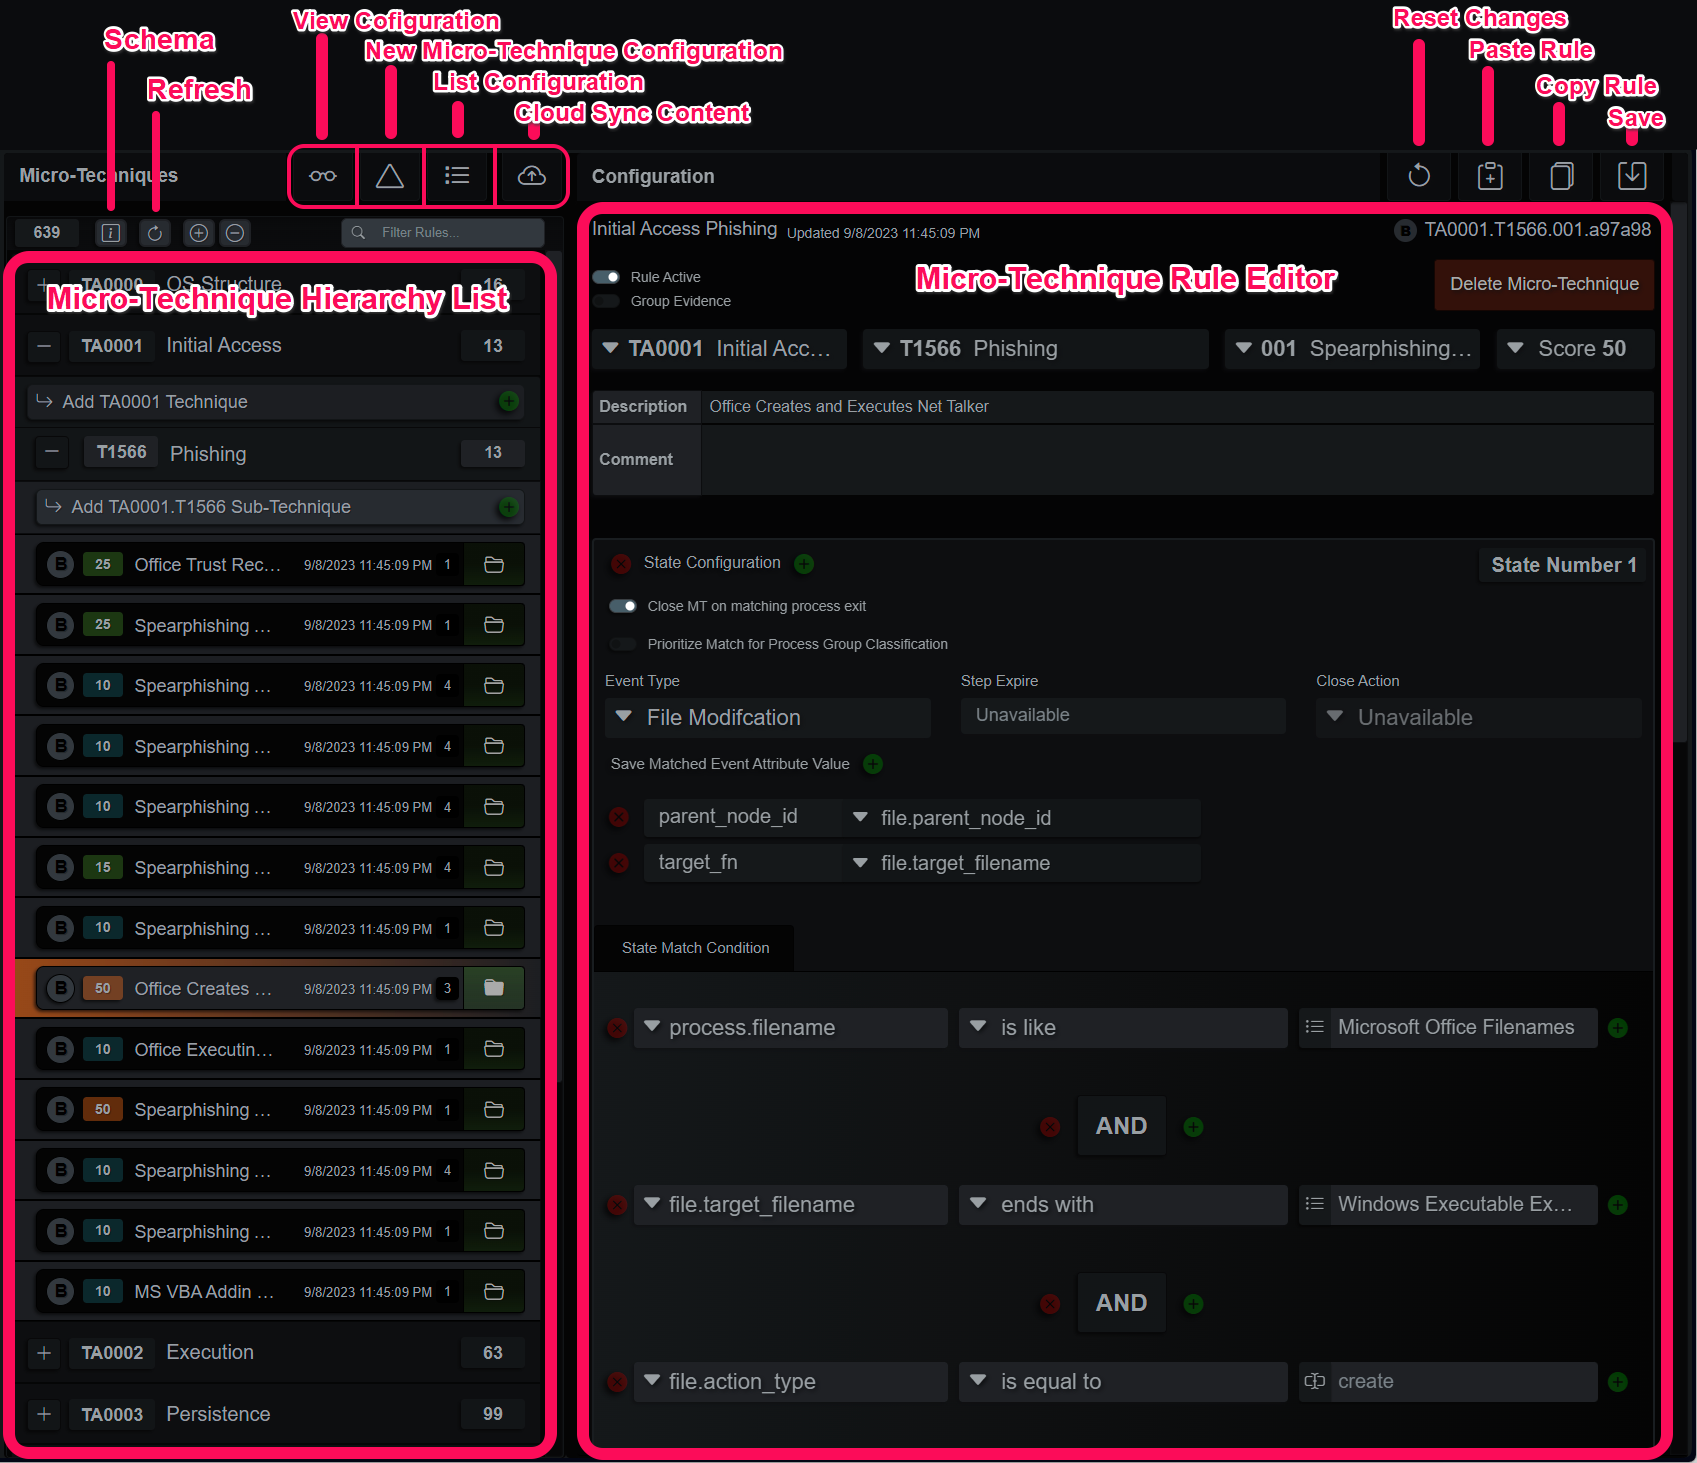 Schema
Refresh
View Cofiguration
New Micro-Technique Configuration
List Configuration
Cloud Sync Content
Reset Changes
Paste Rule
Copy Rule
Save
Micro-Techniques
639
Filter Rules...
Micro-Technique Hierarchy List
TA0000 OS Structure 16
TA0001 Initial Access 13
Add TA0001 Technique
T1566 Phishing 13
Add TA0001.T1566 Sub-Technique
B 25 Office Trust Rec... 9/8/2023 11:45:09 PM 1
B 25 Spearphishing ... 9/8/2023 11:45:09 PM 1
B 10 Spearphishing ... 9/8/2023 11:45:09 PM 4
B 10 Spearphishing ... 9/8/2023 11:45:09 PM 4
B 10 Spearphishing ... 9/8/2023 11:45:09 PM 4
B 15 Spearphishing ... 9/8/2023 11:45:09 PM 4
B 10 Spearphishing ... 9/8/2023 11:45:09 PM 1
B 50 Office Creates ... 9/8/2023 11:45:09 PM 3
B 10 Office Executin... 9/8/2023 11:45:09 PM 1
B 50 Spearphishing ... 9/8/2023 11:45:09 PM 1
B 10 Spearphishing ... 9/8/2023 11:45:09 PM 4
B 10 Spearphishing ... 9/8/2023 11:45:09 PM 1
B 10 MS VBA Addin ... 9/8/2023 11:45:09 PM 1
TA0002 Execution 63
TA0003 Persistence 99
Configuration
Initial Access Phishing Updated 9/8/2023 11:45:09 PM B TA0001.T1566.001.a97a98
Rule Active
Group Evidence
Micro-Technique Rule Editor
Delete Micro-Technique
TA0001 Initial Acc... T1566 Phishing 001 Spearphishing... Score 50
Description Office Creates and Executes Net Talker
Comment
State Configuration State Number 1
Close MT on matching process exit
Prioritize Match for Process Group Classification
Event Type Step Expire Close Action
File Modifcation Unavailable Unavailable
Save Matched Event Attribute Value
parent_node_id file.parent_node_id
target_fn file.target_filename
State Match Condition
process.filename is like Microsoft Office Filenames
AND
file.target_filename ends with Windows Executable Ex...
AND
file.action_type is equal to create